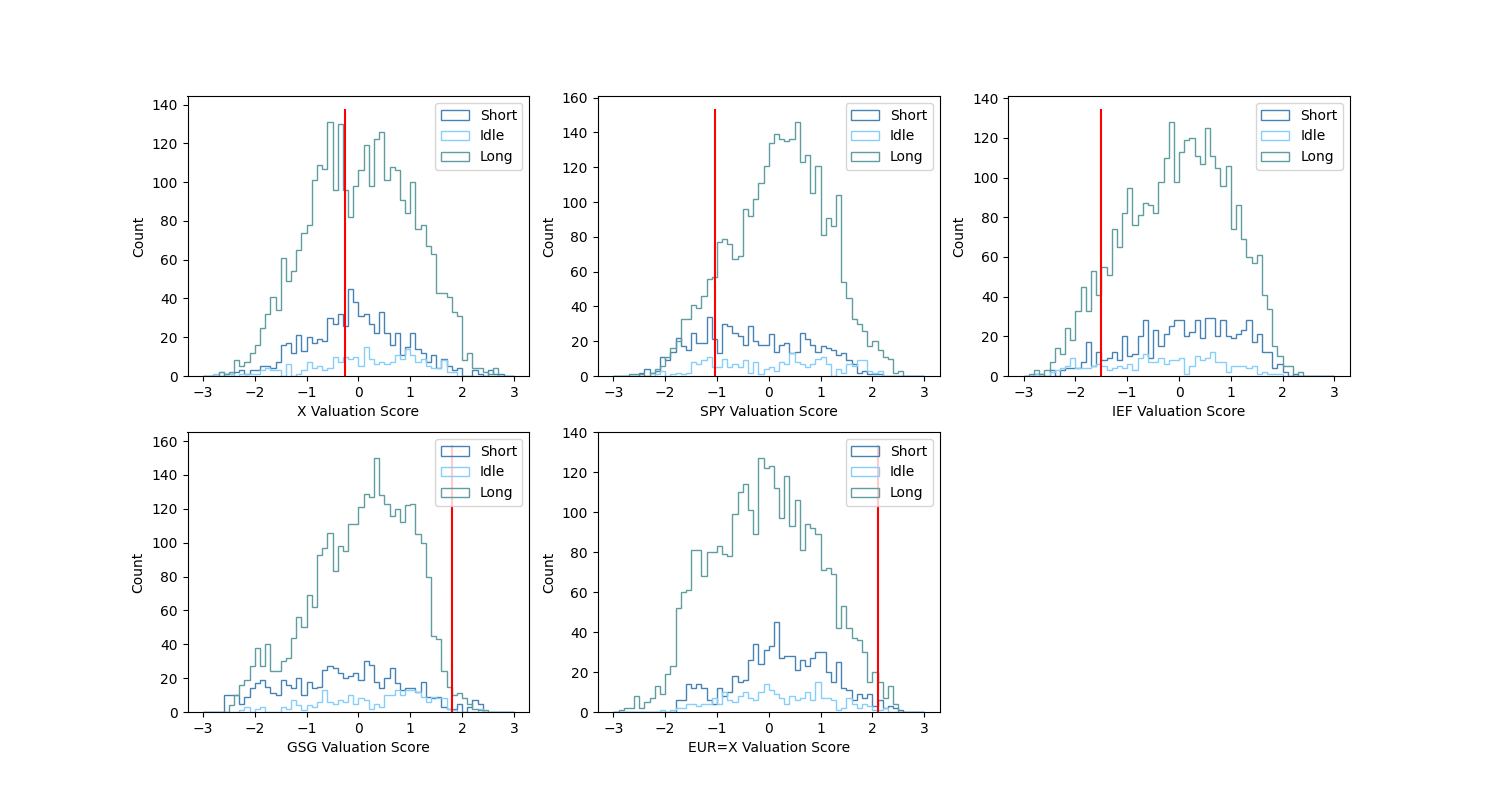 140
120
100
80
60
40
20
0
Count
−3 −2 −1 0 1 2 3
X Valuation Score
Short
Idle
Long
160
140
120
100
80
60
40
20
0
Count
−3 −2 −1 0 1 2 3
SPY Valuation Score
Short
Idle
Long
140
120
100
80
60
40
20
0
Count
−3 −2 −1 0 1 2 3
IEF Valuation Score
Short
Idle
Long
160
140
120
100
80
60
40
20
0
Count
−3 −2 −1 0 1 2 3
GSG Valuation Score
Short
Idle
Long
140
120
100
80
60
40
20
0
Count
−3 −2 −1 0 1 2 3
EUR=X Valuation Score
Short
Idle
Long